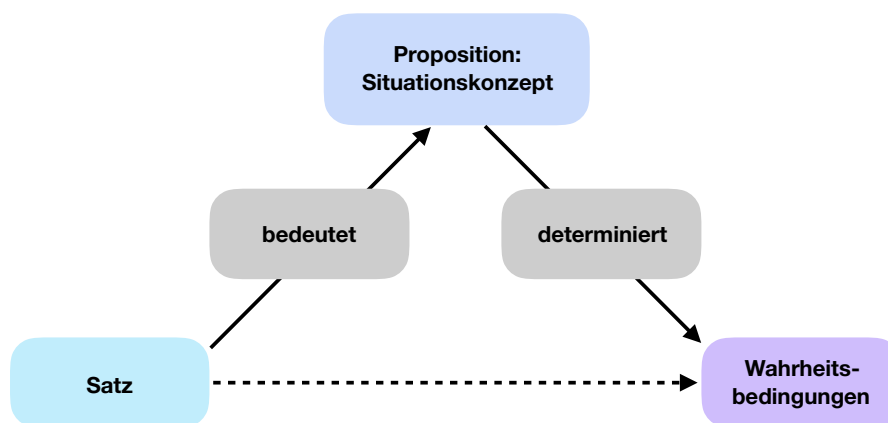 Proposition:
Situationskonzept
bedeutet
determiniert
Satz
Wahrheits-
bedingungen